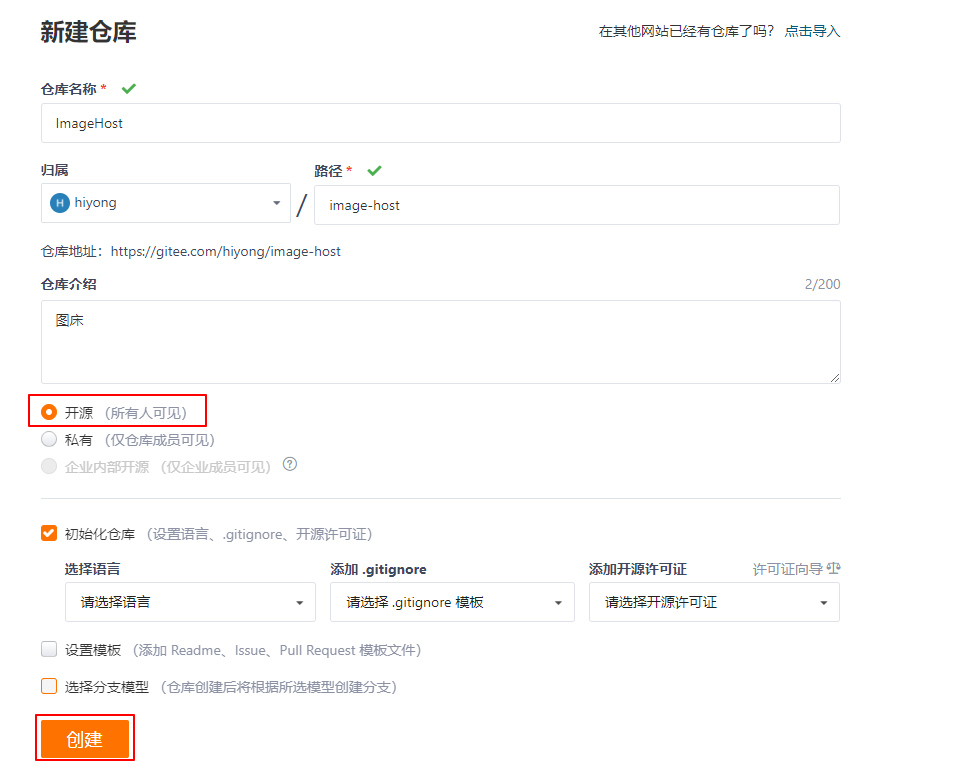 新建仓库 在其他网站已经有仓库了吗? 点击导入
仓库名称 *
ImageHost
归属 路径 *
H hiyong / image-host
仓库地址：https://gitee.com/hiyong/image-host
仓库介绍 2/200
图床
开源 （所有人可见）
私有 （仅仓库成员可见）
企业内部开源 （仅企业成员可见） ?
初始化仓库 （设置语言、.gitignore、开源许可证）
选择语言 添加 .gitignore 添加开源许可证 许可证向导
请选择语言 请选择 .gitignore 模板 请选择开源许可证
设置模板 （添加 Readme、Issue、Pull Request 模板文件）
选择分支模型 （仓库创建后将根据所选模型创建分支）
创建